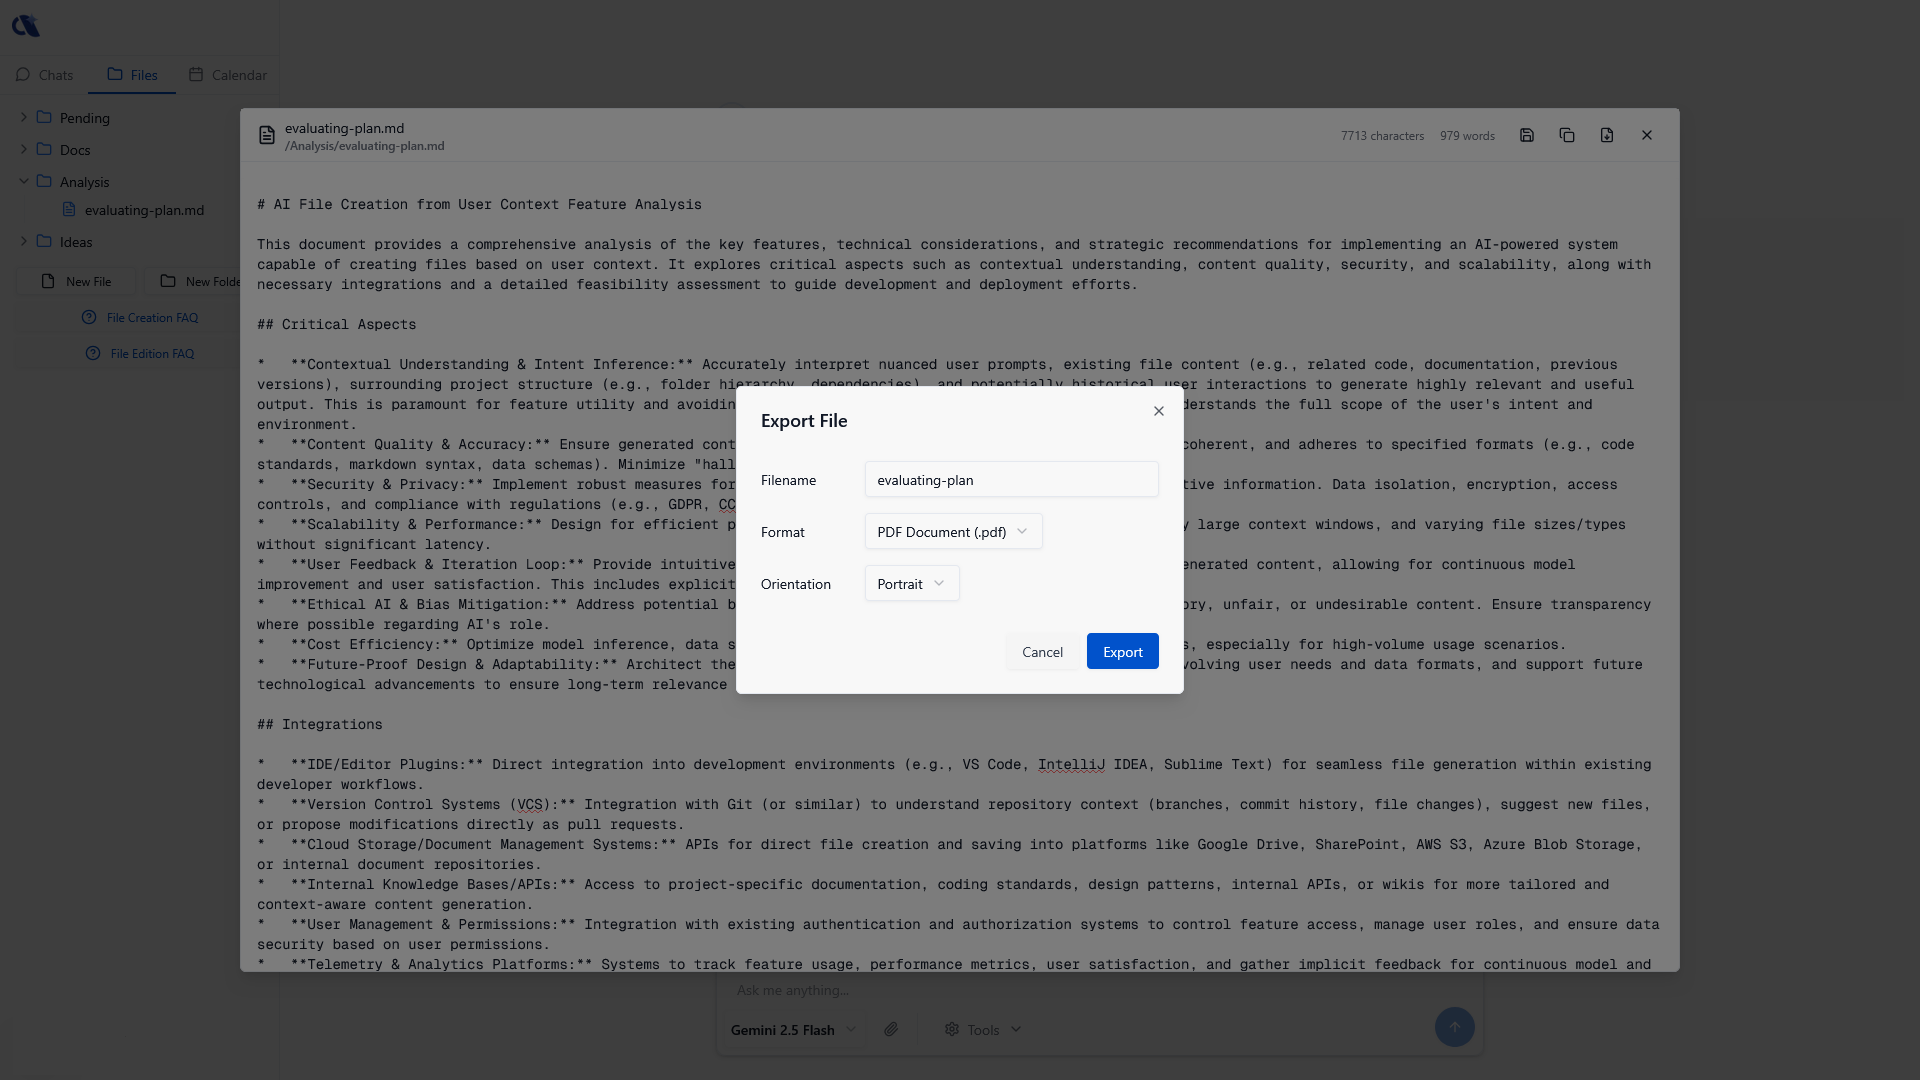 Chats
Files
Calendar
Pending
Docs
Analysis
evaluating-plan.md
Ideas
New File
New Folde
File Creation FAQ
File Edition FAQ
evaluating-plan.md
/Analysis/evaluating-plan.md
7713 characters
979 words
# AI File Creation from User Context Feature Analysis
This document provides a comprehensive analysis of the key features, technical considerations, and strategic recommendations for implementing an AI-powered system
capable of creating files based on user context. It explores critical aspects such as contextual understanding, content quality, security, and scalability, along with
necessary integrations and a detailed feasibility assessment to guide development and deployment efforts.
## Critical Aspects
*   **Contextual Understanding & Intent Inference:** Accurately interpret nuanced user prompts, existing file content (e.g., related code, documentation, previous
versions), surrounding project structure (e.g., folder hierarchy, dependencies), and potentially historical user interactions to generate highly relevant and useful
output. This is paramount for feature utility and avoidin
derstands the full scope of the user's intent and
environment.
*   **Content Quality & Accuracy:** Ensure generated cont
coherent, and adheres to specified formats (e.g., code
standards, markdown syntax, data schemas). Minimize "hall
*   **Security & Privacy:** Implement robust measures for
tive information. Data isolation, encryption, access
controls, and compliance with regulations (e.g., GDPR, CC
*   **Scalability & Performance:** Design for efficient p
y large context windows, and varying file sizes/types
without significant latency.
*   **User Feedback & Iteration Loop:** Provide intuitive
enerated content, allowing for continuous model
improvement and user satisfaction. This includes explicit
*   **Ethical AI & Bias Mitigation:** Address potential b
ory, unfair, or undesirable content. Ensure transparency
where possible regarding AI's role.
*   **Cost Efficiency:** Optimize model inference, data s
s, especially for high-volume usage scenarios.
*   **Future-Proof Design & Adaptability:** Architect the
volving user needs and data formats, and support future
technological advancements to ensure long-term relevance
## Integrations
*   **IDE/Editor Plugins:** Direct integration into development environments (e.g., VS Code, IntelliJ IDEA, Sublime Text) for seamless file generation within existing
developer workflows.
*   **Version Control Systems (VCS):** Integration with Git (or similar) to understand repository context (branches, commit history, file changes), suggest new files,
or propose modifications directly as pull requests.
*   **Cloud Storage/Document Management Systems:** APIs for direct file creation and saving into platforms like Google Drive, SharePoint, AWS S3, Azure Blob Storage,
or internal document repositories.
*   **Internal Knowledge Bases/APIs:** Access to project-specific documentation, coding standards, design patterns, internal APIs, or wikis for more tailored and
context-aware content generation.
*   **User Management & Permissions:** Integration with existing authentication and authorization systems to control feature access, manage user roles, and ensure data
security based on user permissions.
*   **Telemetry & Analytics Platforms:** Systems to track feature usage, performance metrics, user satisfaction, and gather implicit feedback for continuous model and
Export File
Filename
evaluating-plan
Format
PDF Document (.pdf)
Orientation
Portrait
Cancel
Export
Ask me anything...
Gemini 2.5 Flash
Tools